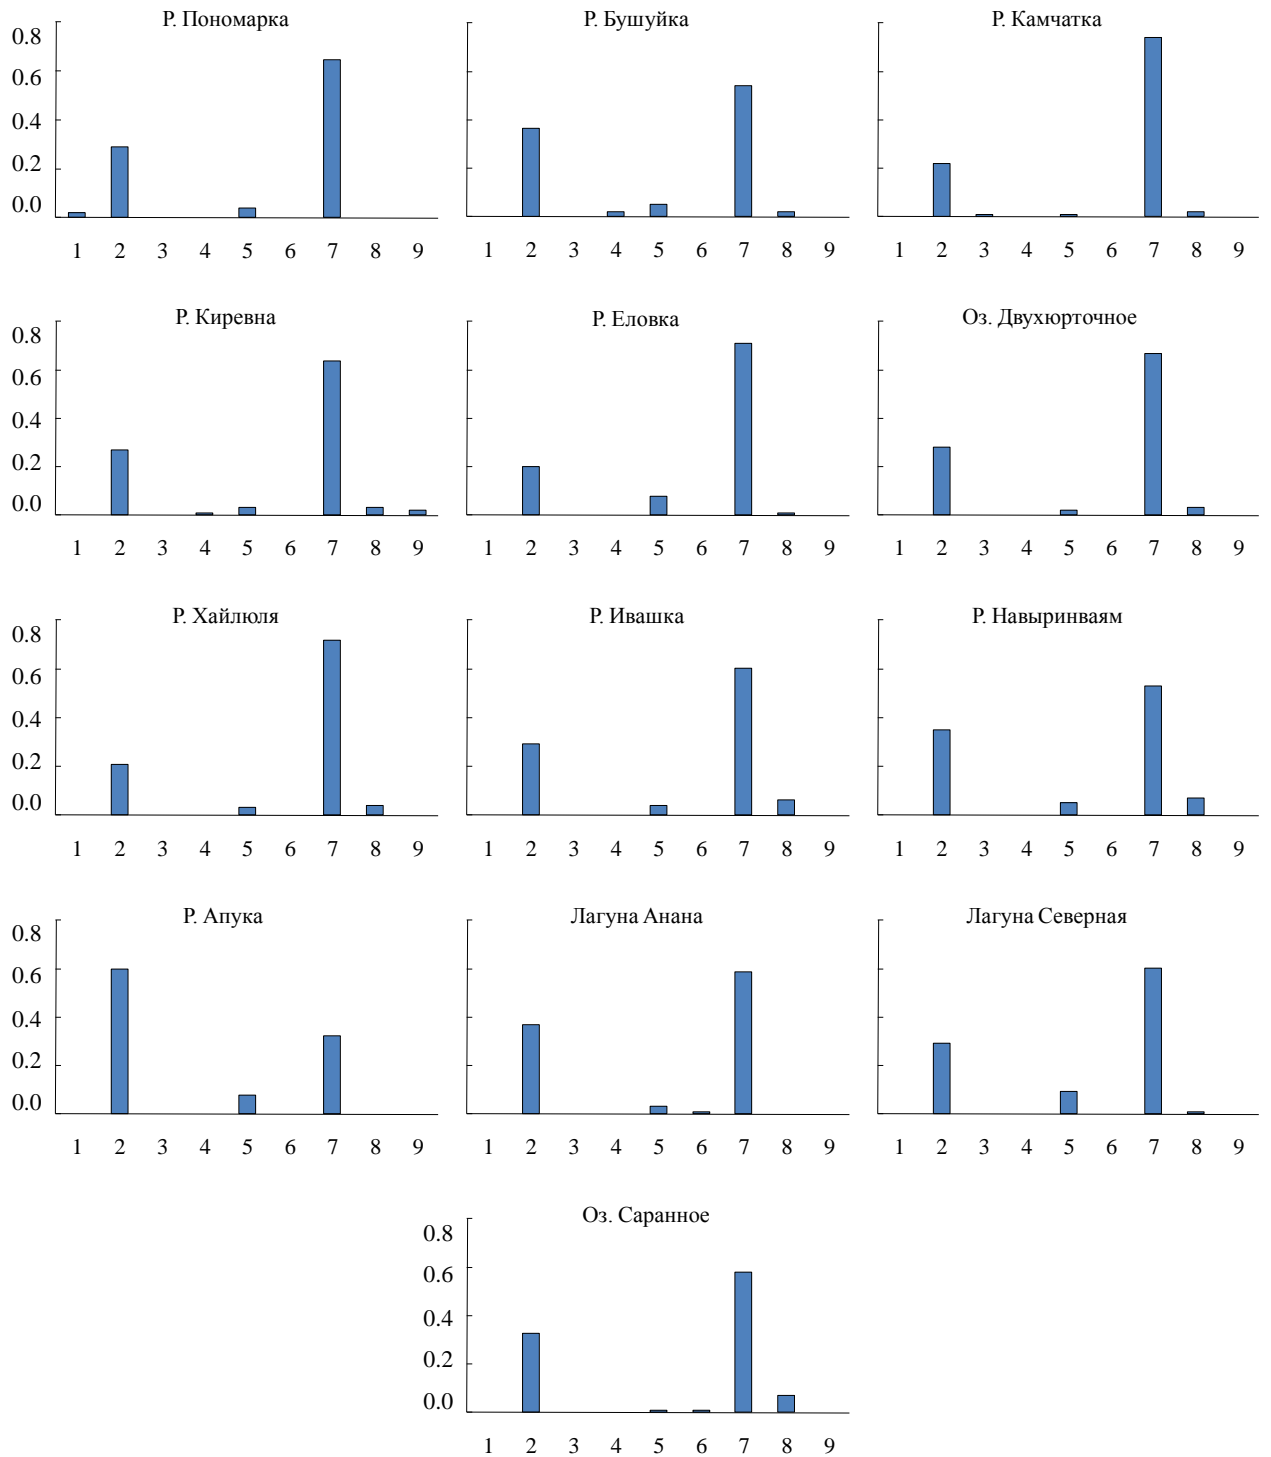 Р. Пономарка
Р. Бушуйка
Р. Камчатка
0.8
0.6
0.4
0.2
0.0
1 2 3 4 5 6 7 8 9
1 2 3 4 5 6 7 8 9
1 2 3 4 5 6 7 8 9
Р. Киревна
Р. Еловка
Оз. Двухюрточное
0.8
0.6
0.4
0.2
0.0
1 2 3 4 5 6 7 8 9
1 2 3 4 5 6 7 8 9
1 2 3 4 5 6 7 8 9
Р. Хайлюля
Р. Ивашка
Р. Навыринваям
0.8
0.6
0.4
0.2
0.0
1 2 3 4 5 6 7 8 9
1 2 3 4 5 6 7 8 9
1 2 3 4 5 6 7 8 9
Р. Апука
Лагуна Анана
Лагуна Северная
0.8
0.6
0.4
0.2
0.0
1 2 3 4 5 6 7 8 9
1 2 3 4 5 6 7 8 9
1 2 3 4 5 6 7 8 9
Оз. Саранное
0.8
0.6
0.4
0.2
0.0
1 2 3 4 5 6 7 8 9